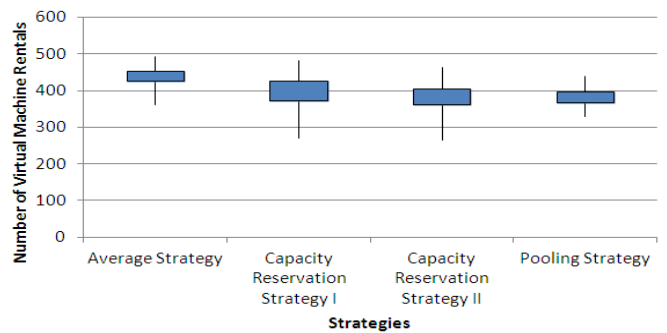 Number of Virtual Machine Rentals
600
500
400
300
200
100
0
Average Strategy
Capacity
Reservation
Strategy I
Capacity
Reservation
Strategy II
Pooling Strategy
Strategies